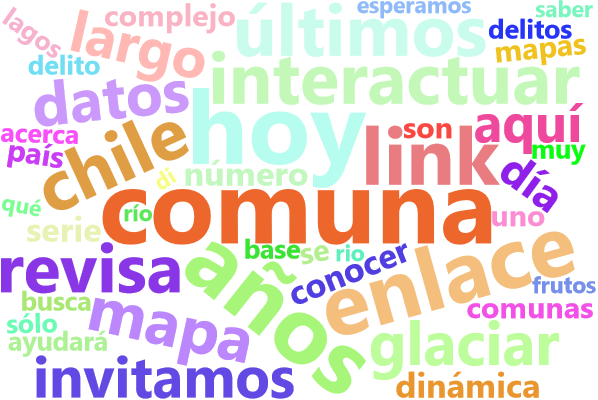 esperamos
saber
lagos
complejo
últimos
delitos
largo
mapas
delito
interactuar
datos
hoy
acerca
chile
link
son
aquí
país
muy
di
número
día
qué
río
comuna
uno
serie
base
se
rio
conocer
revisa
años
enlace
frutos
busca
mapa
comunas
sólo
ayudará
glaciar
invitamos
dinámica